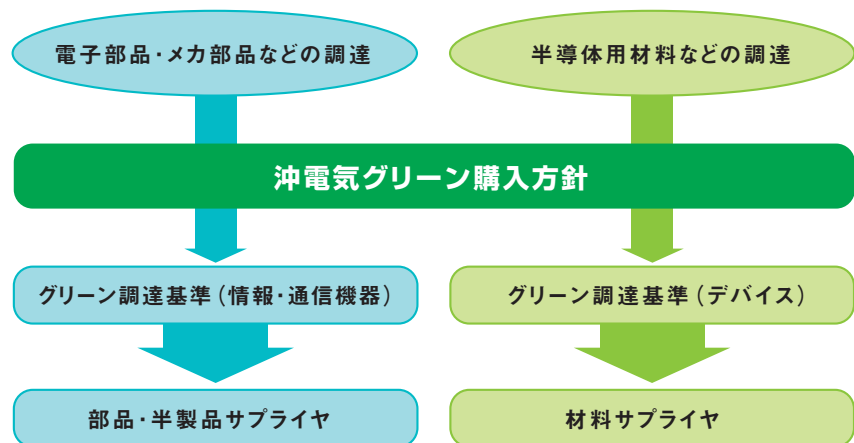 電子部品・メカ部品などの調達
半導体用材料などの調達
沖電気グリーン購入方針
グリーン調達基準(情報・通信機器)
グリーン調達基準(デバイス)
部品・半製品サプライヤ
材料サプライヤ